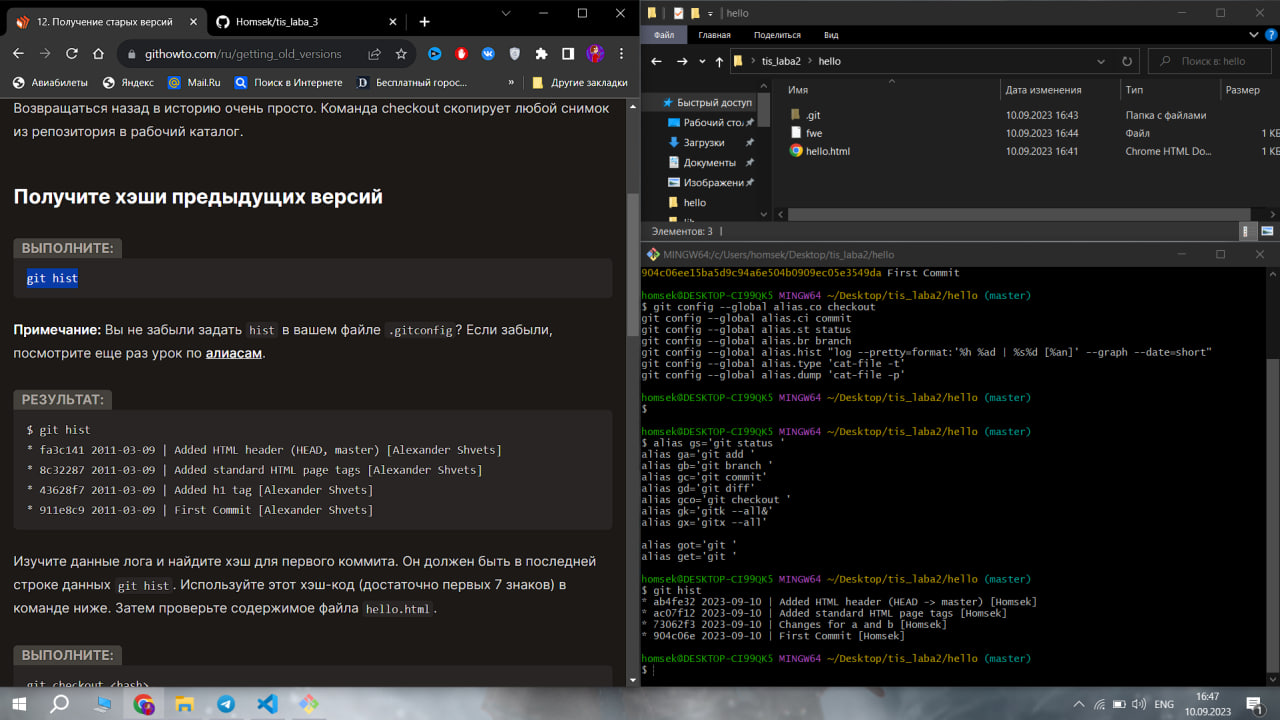 12. Получение старых версий
Homsek/tis_laba_3
githowto.com/ru/getting_old_versions
Авиабилеты
Яндекс
Mail.Ru
Поиск в Интернете
Бесплатный горос...
»
Другие закладки
Возвращаться назад в историю очень просто. Команда checkout скопирует любой снимок
из репозитория в рабочий каталог.
Получите хэши предыдущих версий
ВЫПОЛНИТЕ:
git hist
Примечание: Вы не забыли задать hist в вашем файле .gitconfig? Если забыли,
посмотрите еще раз урок по алиасам.
РЕЗУЛЬТАТ:
$ git hist
* fa3c141 2011-03-09 | Added HTML header (HEAD, master) [Alexander Shvets]
* 8c32287 2011-03-09 | Added standard HTML page tags [Alexander Shvets]
* 43628f7 2011-03-09 | Added h1 tag [Alexander Shvets]
* 911e8c9 2011-03-09 | First Commit [Alexander Shvets]
Изучите данные лога и найдите хэш для первого коммита. Он должен быть в последней
строке данных git hist. Используйте этот хэш-код (достаточно первых 7 знаков) в
команде ниже. Затем проверьте содержимое файла hello.html.
ВЫПОЛНИТЕ:
git checkout <hash>
hello
Файл
Главная
Поделиться
Вид
tis_laba2
hello
Поиск в: hello
Быстрый доступ
Рабочий сто.
Загрузки
Документы
Изображени
hello
Имя
Дата изменения
Тип
Размер
.git
10.09.2023 16:43
Папка с файлами
fwe
10.09.2023 16:44
Файл
1 КБ
hello.html
10.09.2023 16:41
Chrome HTML Do...
1 КБ
Элементов: 3
MINGW64:/c/Users/homsek/Desktop/tis_laba2/hello
904c06ee15ba5d9c94a6e504b0909ec05e3549da First Commit
homsek@DESKTOP-CI99QK5 MINGW64 ~/Desktop/tis_laba2/hello (master)
$ git config --global alias.co checkout
git config --global alias.ci commit
git config --global alias.st status
git config --global alias.br branch
git config --global alias.hist "log --pretty=format:'%h %ad | %s%d [%an]' --graph --date=short"
git config --global alias.type 'cat-file -t'
git config --global alias.dump 'cat-file -p'
homsek@DESKTOP-CI99QK5 MINGW64 ~/Desktop/tis_laba2/hello (master)
$
homsek@DESKTOP-CI99QK5 MINGW64 ~/Desktop/tis_laba2/hello (master)
$ alias gs='git status '
alias ga='git add '
alias gb='git branch '
alias gc='git commit'
alias gd='git diff'
alias gco='git checkout '
alias gk='gitk --all&'
alias gx='gitx --all'
alias got='git '
alias get='git '
homsek@DESKTOP-CI99QK5 MINGW64 ~/Desktop/tis_laba2/hello (master)
$ git hist
* ab4fe32 2023-09-10 | Added HTML header (HEAD -> master) [Homsek]
* ac07f12 2023-09-10 | Added standard HTML page tags [Homsek]
* 73062f3 2023-09-10 | Changes for a and b [Homsek]
* 904c06e 2023-09-10 | First Commit [Homsek]
homsek@DESKTOP-CI99QK5 MINGW64 ~/Desktop/tis_laba2/hello (master)
$
ENG
16:47
10.09.2023
1